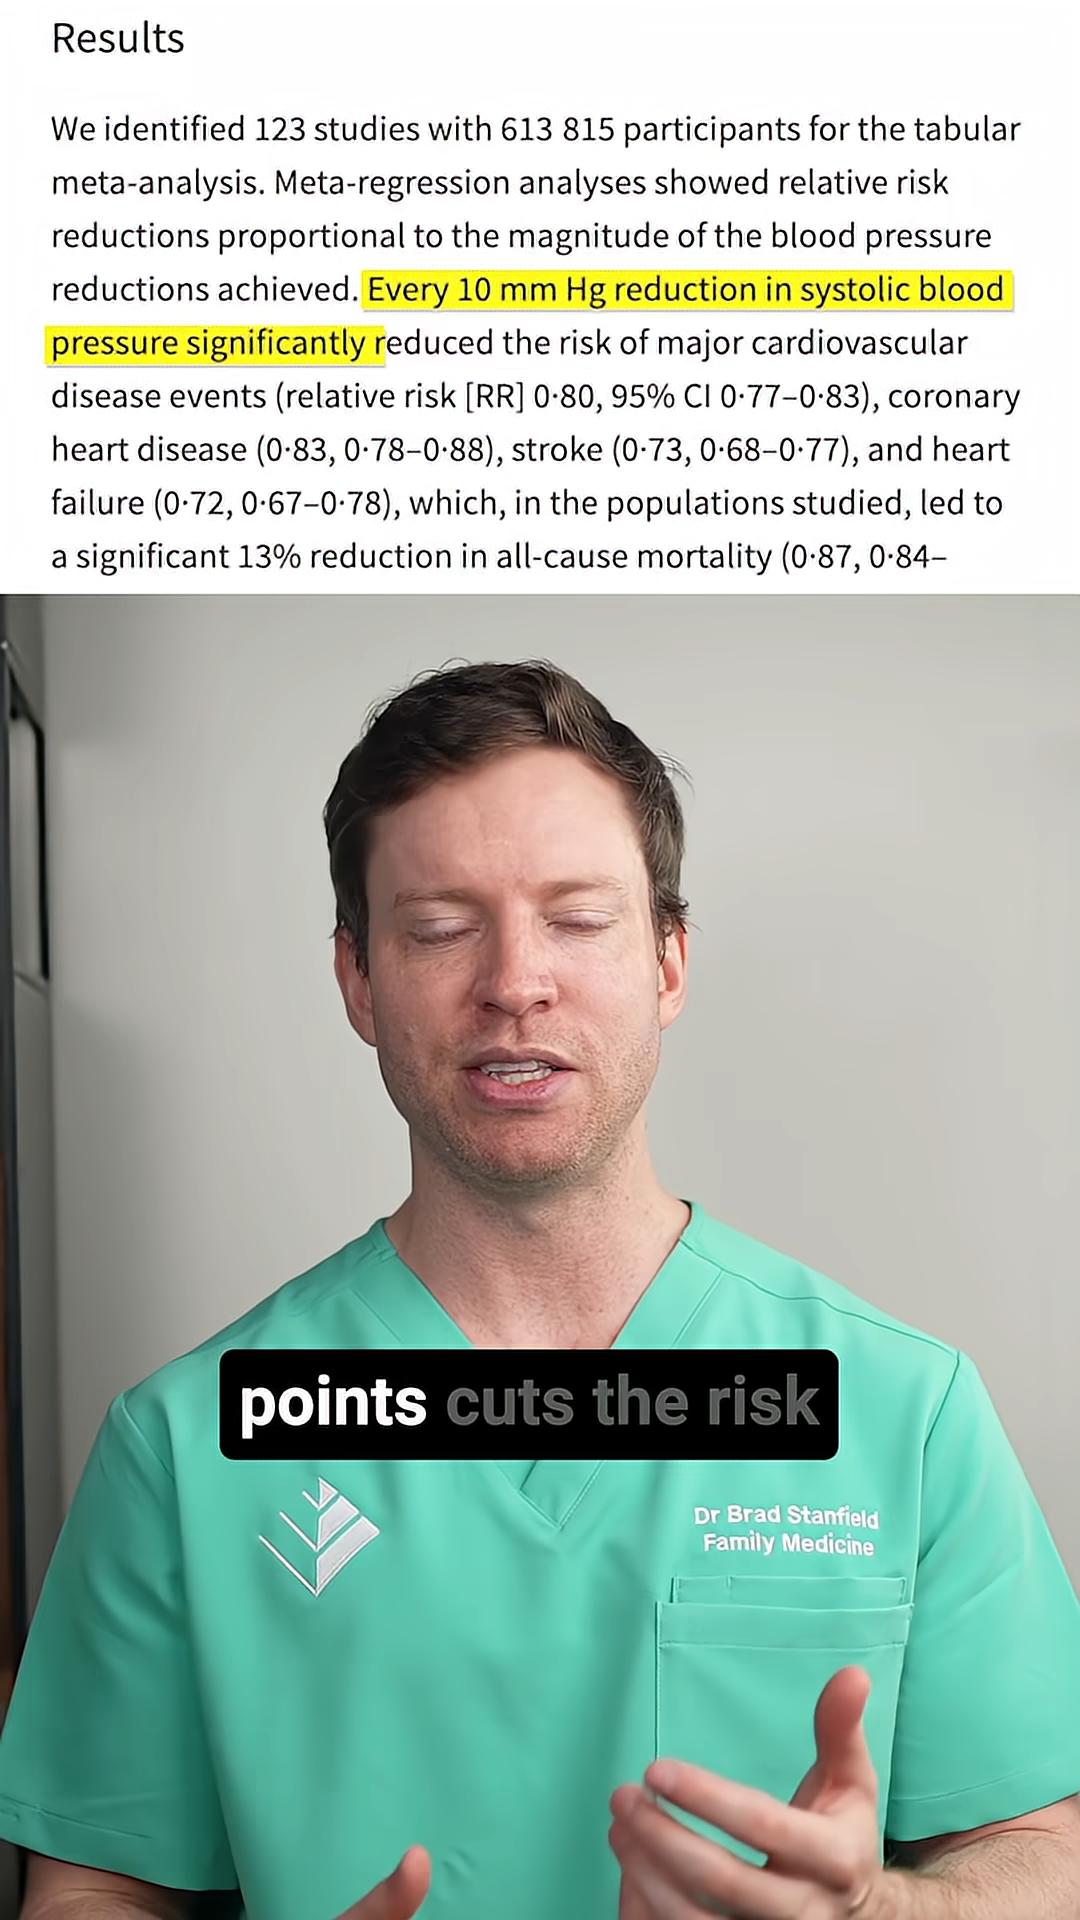 Results
We identified 123 studies with 613 815 participants for the tabular
meta-analysis. Meta-regression analyses showed relative risk
reductions proportional to the magnitude of the blood pressure
reductions achieved. Every 10 mm Hg reduction in systolic blood
pressure significantly reduced the risk of major cardiovascular
disease events (relative risk [RR] 0·80, 95% CI 0·77–0·83), coronary
heart disease (0·83, 0·78–0·88), stroke (0·73, 0·68–0·77), and heart
failure (0·72, 0·67–0·78), which, in the populations studied, led to
a significant 13% reduction in all-cause mortality (0·87, 0·84–
points cuts the risk
Dr Brad Stanfield
Family Medicine